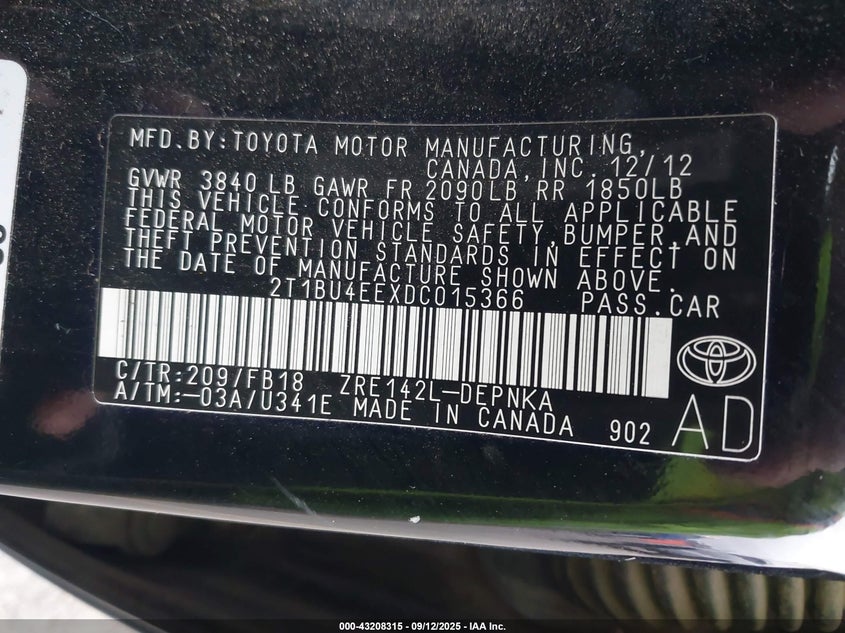 MFD.BY:TOYOTA MOTOR MANUFACTURING,
CANADA,INC. 12/12
GVWR 3840 LB GAWR FR 2090LB RR 1850LB
THIS VEHICLE CONFORMS TO ALL APPLICABLE
FEDERAL MOTOR VEHICLE SAFETY,BUMPER,AND
THEFT PREVENTION STANDARDS IN EFFECT ON
THE DATE OF MANUFACTURE SHOWN ABOVE.
2T1BU4EEXDC015366 PASS.CAR
C/TR:209/FB18 ZRE142L-DEPNKA
A/TM:-03A/U341E MADE IN CANADA 902 AD
000-43208315 - 09/12/2025 - IAA Inc.